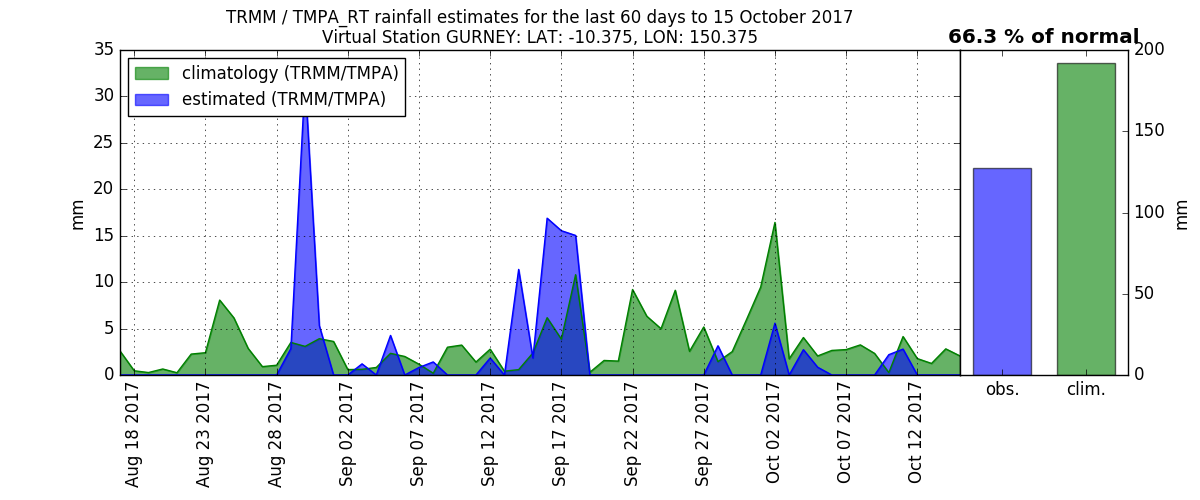 TRMM / TMPA_RT rainfall estimates for the last 60 days to 15 October 2017
Virtual Station GURNEY: LAT: -10.375, LON: 150.375
66.3 % of normal
climatology (TRMM/TMPA)
estimated (TRMM/TMPA)
35
30
25
20
15
10
5
0
mm
200
150
100
50
0
mm
Aug 18 2017
Aug 23 2017
Aug 28 2017
Sep 02 2017
Sep 07 2017
Sep 12 2017
Sep 17 2017
Sep 22 2017
Sep 27 2017
Oct 02 2017
Oct 07 2017
Oct 12 2017
obs.
clim.